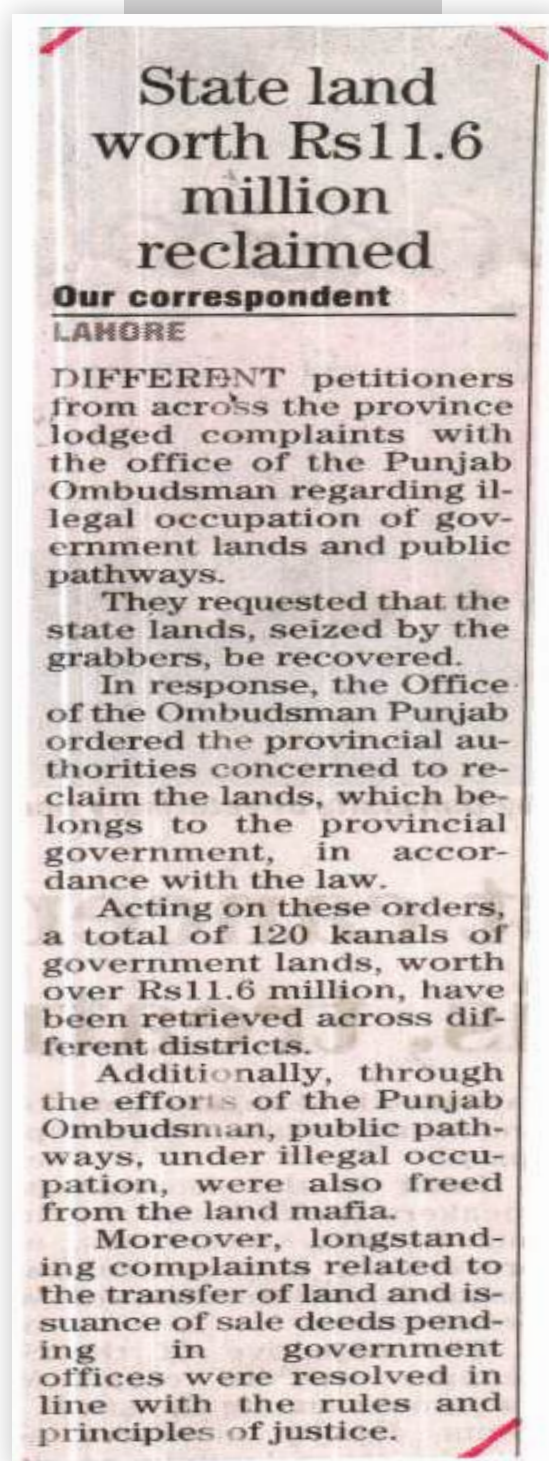 State land
worth Rs11.6
million
reclaimed
Our correspondent
LAHORE
DIFFERENT petitioners
from across the province
lodged complaints with
the office of the Punjab
Ombudsman regarding il-
legal occupation of gov-
ernment lands and public
pathways.
They requested that the
state lands, seized by the
grabbers, be recovered.
In response, the Office
of the Ombudsman Punjab
ordered the provincial au-
thorities concerned to re-
claim the lands, which be-
longs to the provincial
government, in accor-
dance with the law.
Acting on these orders,
a total of 120 kanals of
government lands, worth
over Rs11.6 million, have
been retrieved across dif-
ferent districts.
Additionally, through
the efforts of the Punjab
Ombudsman, public path-
ways, under illegal occu-
pation, were also freed
from the land mafia.
Moreover, longstand-
ing complaints related to
the transfer of land and is-
suance of sale deeds pend-
ing in government
offices were resolved in
line with the rules and
principles of justice.